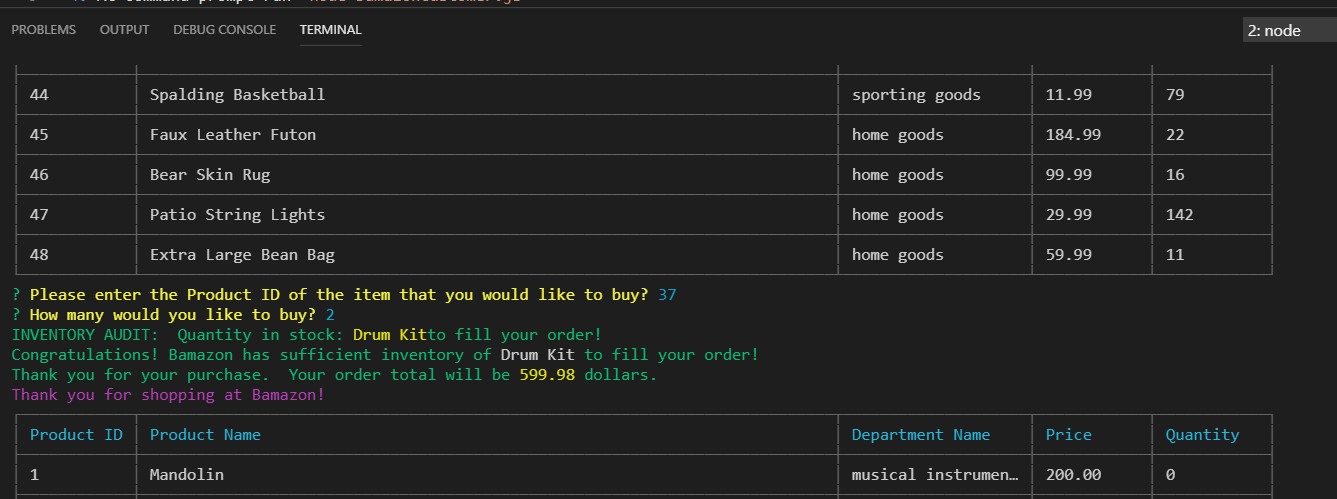 PROBLEMS OUTPUT DEBUG CONSOLE TERMINAL 2: node
44 Spalding Basketball sporting goods 11.99 79
45 Faux Leather Futon home goods 184.99 22
46 Bear Skin Rug home goods 99.99 16
47 Patio String Lights home goods 29.99 142
48 Extra Large Bean Bag home goods 59.99 11
? Please enter the Product ID of the item that you would like to buy? 37
? How many would you like to buy? 2
INVENTORY AUDIT:  Quantity in stock: Drum Kitto fill your order!
Congratulations! Bamazon has sufficient inventory of Drum Kit to fill your order!
Thank you for your purchase.  Your order total will be 599.98 dollars.
Thank you for shopping at Bamazon!
Product ID Product Name Department Name Price Quantity
1 Mandolin musical instrumen… 200.00 0